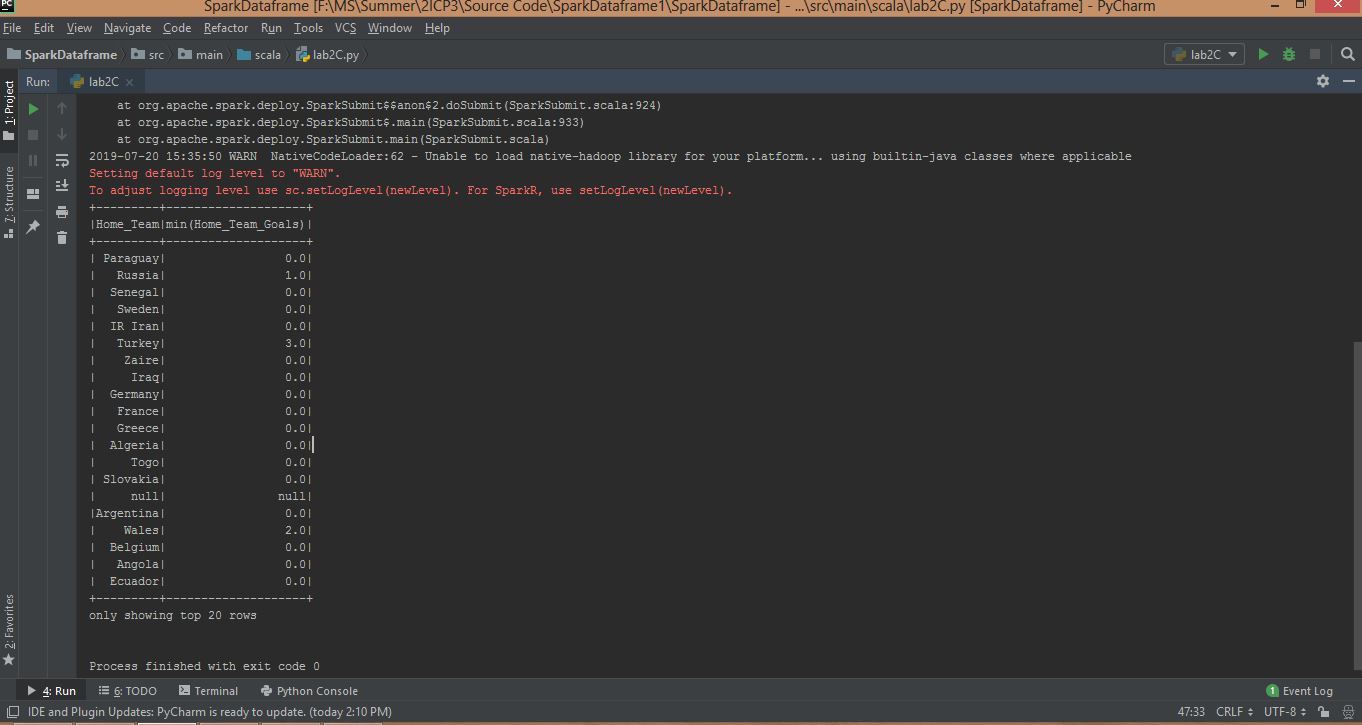 PC
SparkDataframe [F:\MS\Summer\2ICP3\Source Code\SparkDataframe1\SparkDataframe] - ...\src\main\scala\lab2C.py [SparkDataframe] - PyCharm
File Edit View Navigate Code Refactor Run Tools VCS Window Help
SparkDataframe src main scala lab2C.py lab2C
Run: lab2C
1: Project
7: Structure
2: Favorites
    at org.apache.spark.deploy.SparkSubmit$$anon$2.doSubmit(SparkSubmit.scala:924)
    at org.apache.spark.deploy.SparkSubmit$.main(SparkSubmit.scala:933)
    at org.apache.spark.deploy.SparkSubmit.main(SparkSubmit.scala)
2019-07-20 15:35:50 WARN  NativeCodeLoader:62 - Unable to load native-hadoop library for your platform... using builtin-java classes where applicable
Setting default log level to "WARN".
To adjust logging level use sc.setLogLevel(newLevel). For SparkR, use setLogLevel(newLevel).
+---------+--------------------+
|Home_Team|min(Home_Team_Goals)|
+---------+--------------------+
| Paraguay|                 0.0|
|   Russia|                 1.0|
|  Senegal|                 0.0|
|   Sweden|                 0.0|
|  IR Iran|                 0.0|
|   Turkey|                 3.0|
|    Zaire|                 0.0|
|     Iraq|                 0.0|
|  Germany|                 0.0|
|   France|                 0.0|
|   Greece|                 0.0|
|  Algeria|                 0.0|
|     Togo|                 0.0|
| Slovakia|                 0.0|
|     null|                null|
|Argentina|                 0.0|
|    Wales|                 2.0|
|  Belgium|                 0.0|
|   Angola|                 0.0|
|  Ecuador|                 0.0|
+---------+--------------------+
only showing top 20 rows
Process finished with exit code 0
4: Run 6: TODO Terminal Python Console 1 Event Log
IDE and Plugin Updates: PyCharm is ready to update. (today 2:10 PM) 47:33 CRLF UTF-8